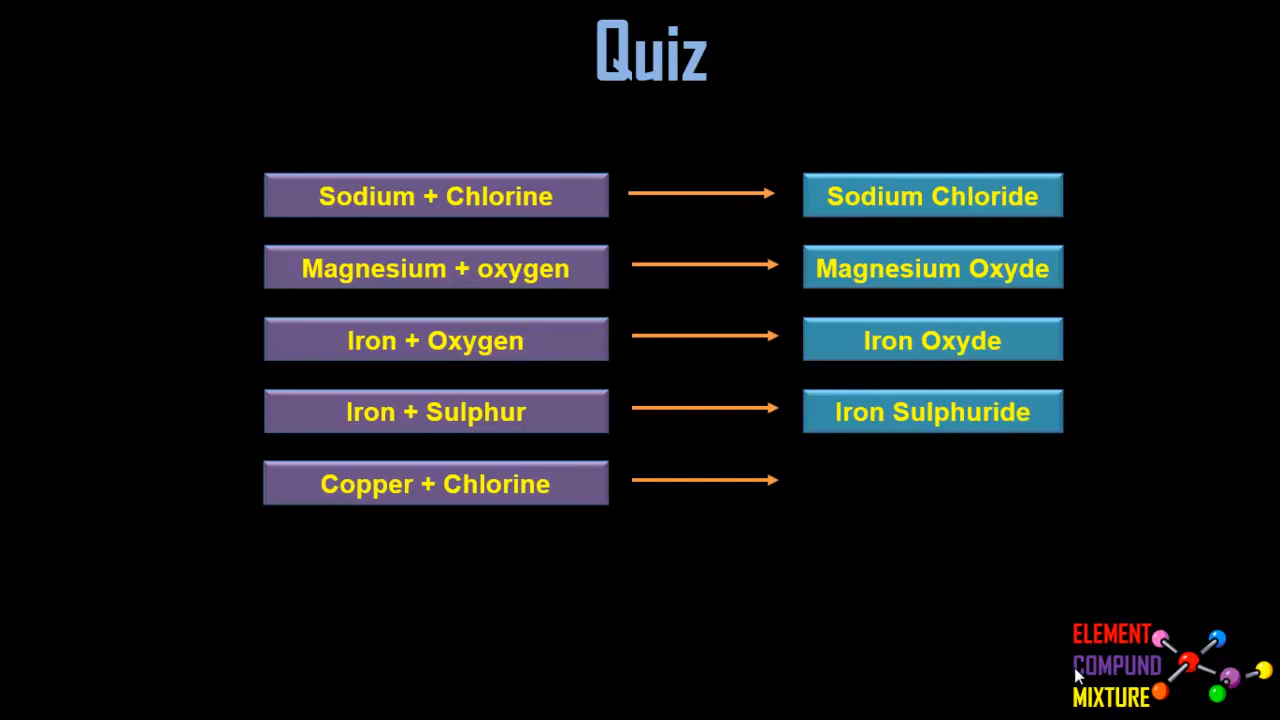 Quiz
Sodium + Chlorine
Sodium Chloride
Magnesium + oxygen
Magnesium Oxyde
Iron + Oxygen
Iron Oxyde
Iron + Sulphur
Iron Sulphuride
Copper + Chlorine
ELEMENT
COMPUND
MIXTURE